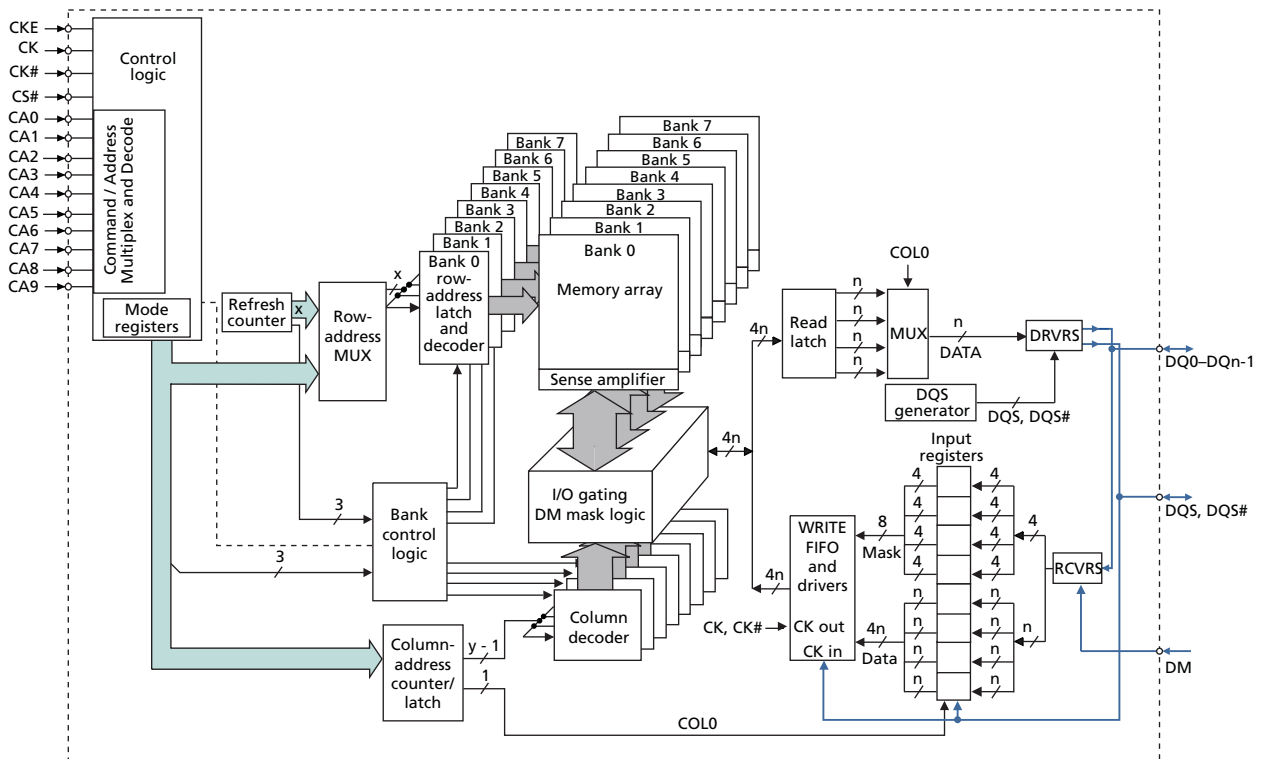 CKE
CK
CK#
CS#
CA0
CA1
CA2
CA3
CA4
CA5
CA6
CA7
CA8
CA9
Control
logic
Command / Address
Multiplex and Decode
Mode
registers
Refresh
counter
x
Row-
address
MUX
x
Bank 7
Bank 6
Bank 5
Bank 4
Bank 3
Bank 2
Bank 1
Bank 0
row-
address
latch
and
decoder
Bank 7
Bank 6
Bank 5
Bank 4
Bank 3
Bank 2
Bank 1
Bank 0
Memory array
Sense amplifier
3
3
Bank
control
logic
I/O gating
DM mask logic
Column
decoder
Column-
address
counter/
latch
y - 1
1
COL0
4n
4n
4n
Read
latch
n
n
n
n
COL0
MUX
n
DATA
DRVRS
DQS
generator
DQS, DQS#
DQ0–DQn-1
DQS, DQS#
DM
Input
registers
4
4
4
4
n
n
n
n
4
4
4
4
n
n
n
n
4
n
RCVRS
8
Mask
4n
Data
WRITE
FIFO
and
drivers
CK out
CK in
CK, CK#